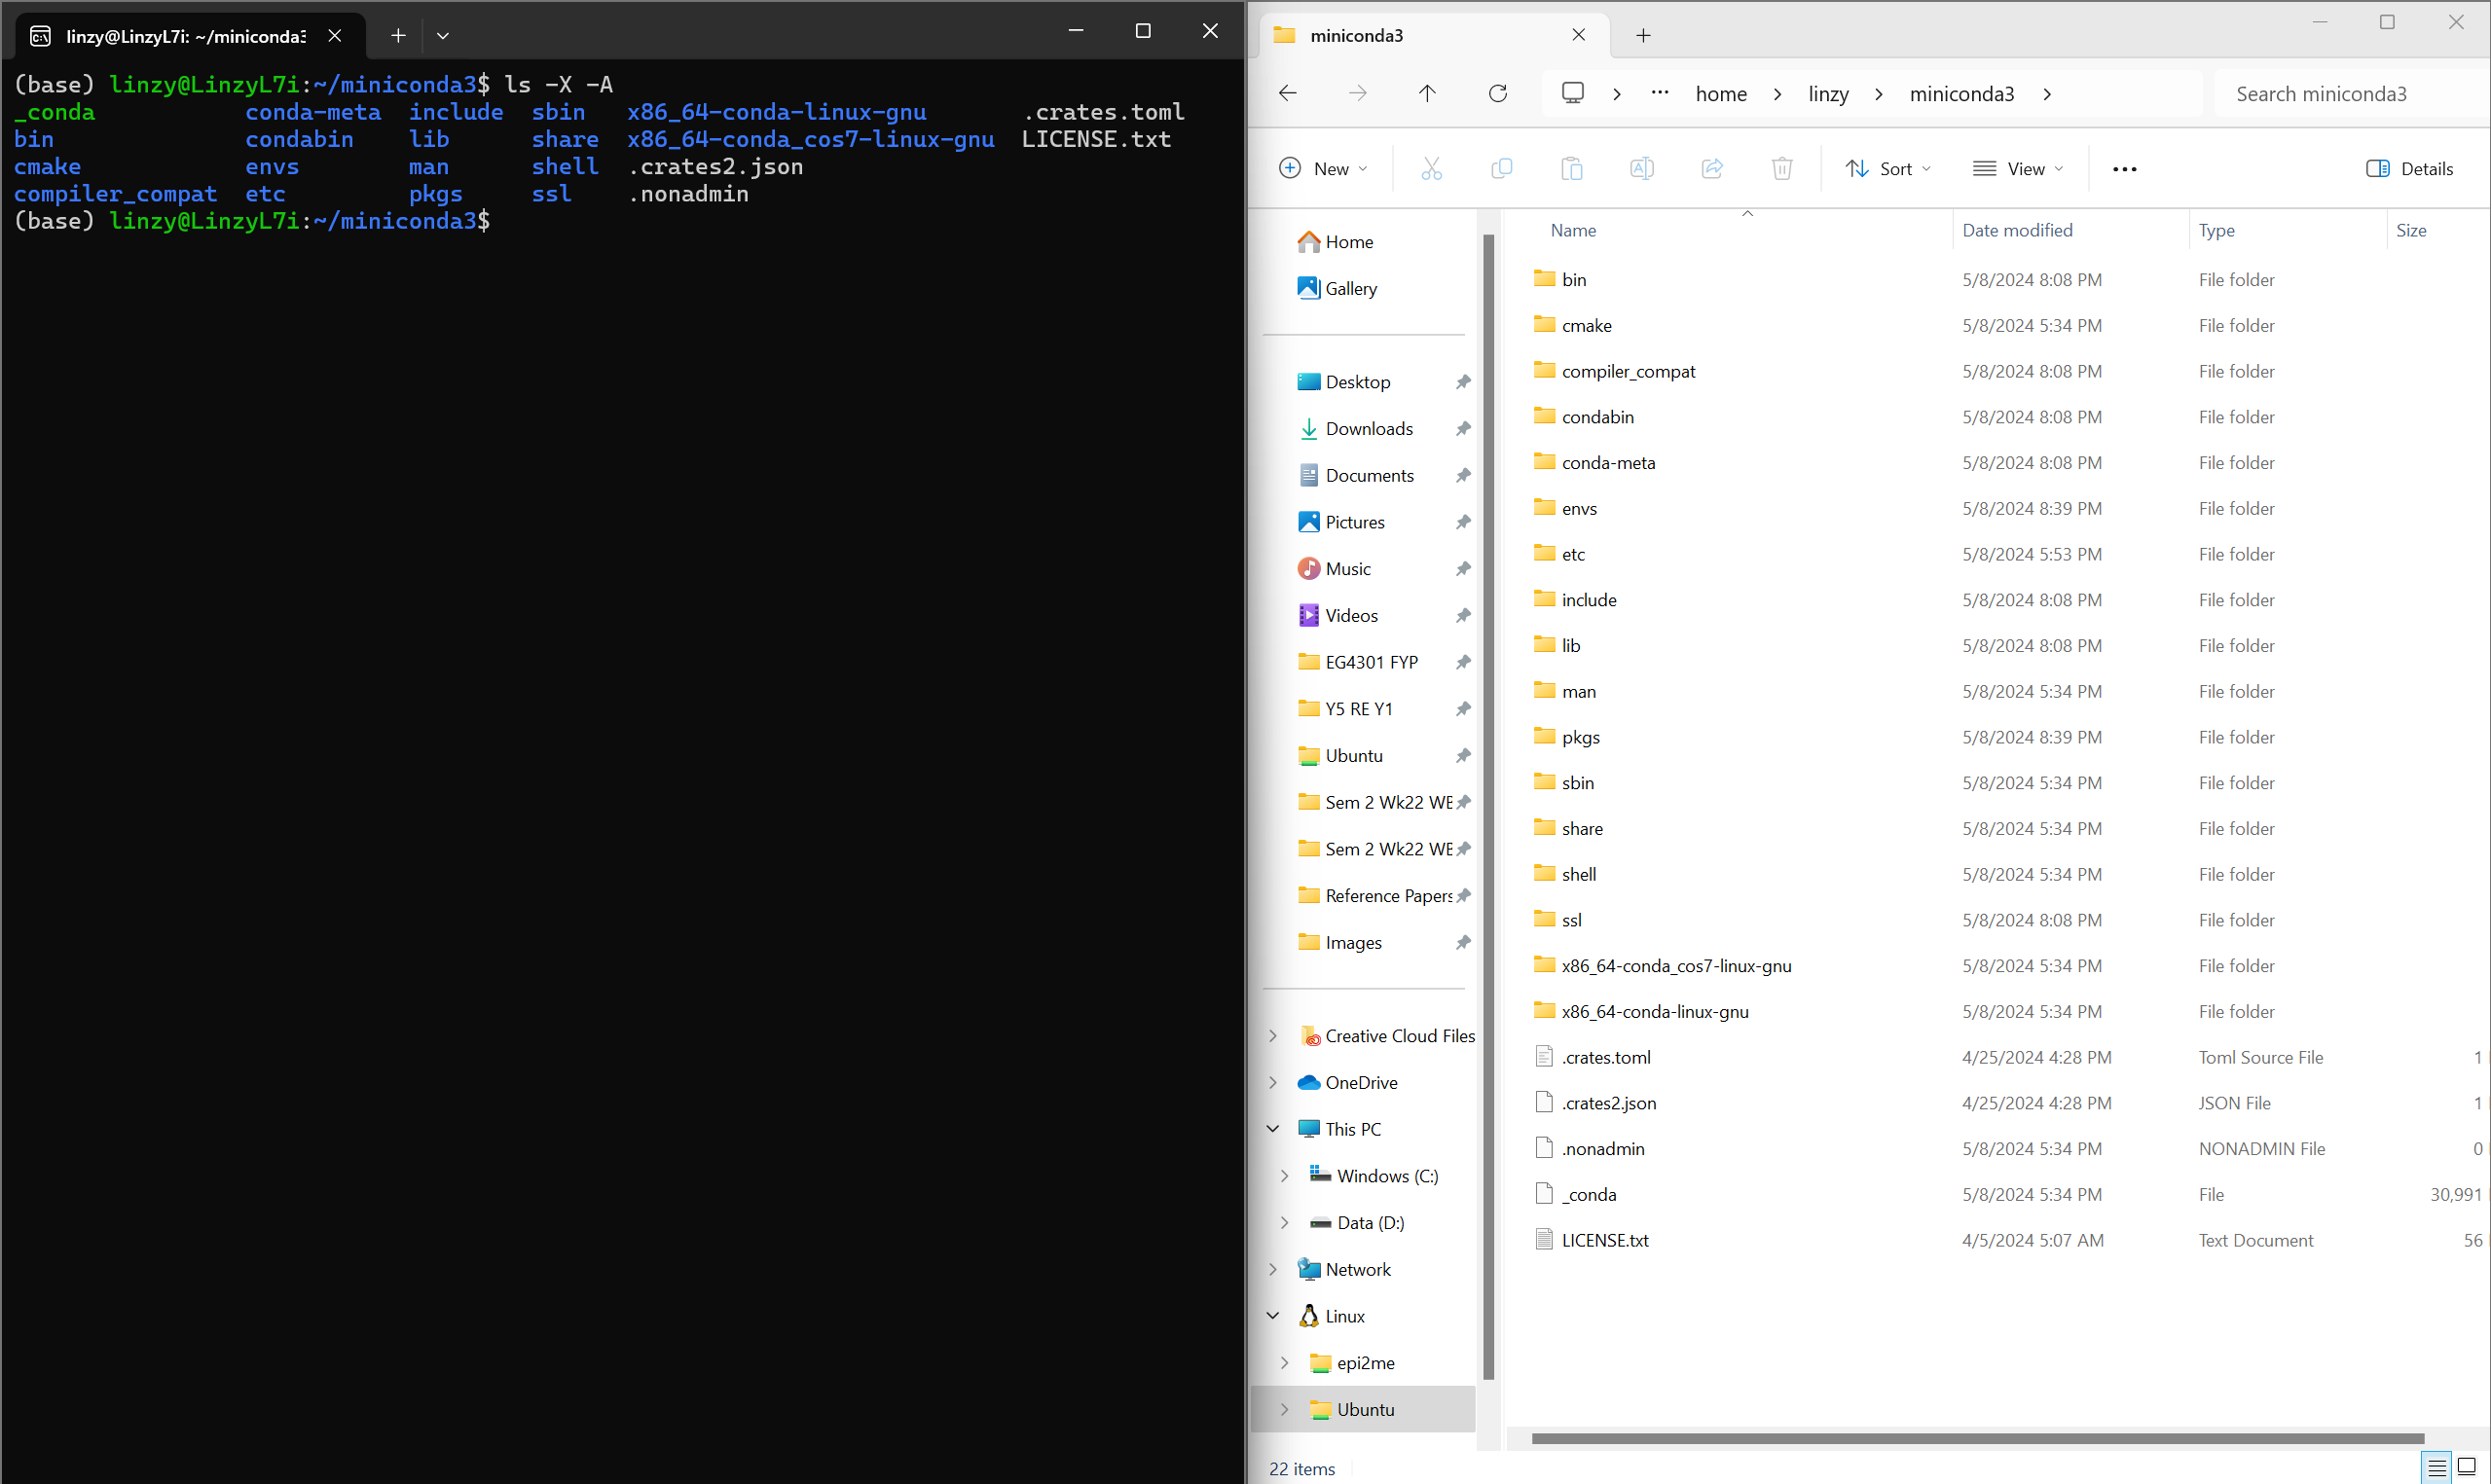 linzy@LinzyL7i: ~/miniconda3
(base) linzy@LinzyL7i:~/miniconda3$ ls -X -A
_conda conda-meta include sbin x86_64-conda-linux-gnu .crates.toml
bin condabin lib share x86_64-conda_cos7-linux-gnu LICENSE.txt
cmake envs man shell .crates2.json
compiler_compat etc pkgs ssl .nonadmin
(base) linzy@LinzyL7i:~/miniconda3$
miniconda3
home > linzy > miniconda3 >
Search miniconda3
New Sort View Details
Home
Gallery
Desktop
Downloads
Documents
Pictures
Music
Videos
EG4301 FYP
Y5 RE Y1
Ubuntu
Sem 2 Wk22 WE
Sem 2 Wk22 WE
Reference Papers
Images
Creative Cloud Files
OneDrive
This PC
Windows (C:)
Data (D:)
Network
Linux
epi2me
Ubuntu
Name Date modified Type Size
bin 5/8/2024 8:08 PM File folder
cmake 5/8/2024 5:34 PM File folder
compiler_compat 5/8/2024 8:08 PM File folder
condabin 5/8/2024 8:08 PM File folder
conda-meta 5/8/2024 8:08 PM File folder
envs 5/8/2024 8:39 PM File folder
etc 5/8/2024 5:53 PM File folder
include 5/8/2024 8:08 PM File folder
lib 5/8/2024 8:08 PM File folder
man 5/8/2024 5:34 PM File folder
pkgs 5/8/2024 8:39 PM File folder
sbin 5/8/2024 5:34 PM File folder
share 5/8/2024 5:34 PM File folder
shell 5/8/2024 5:34 PM File folder
ssl 5/8/2024 8:08 PM File folder
x86_64-conda_cos7-linux-gnu 5/8/2024 5:34 PM File folder
x86_64-conda-linux-gnu 5/8/2024 5:34 PM File folder
.crates.toml 4/25/2024 4:28 PM Toml Source File 1
.crates2.json 4/25/2024 4:28 PM JSON File 1
.nonadmin 5/8/2024 5:34 PM NONADMIN File 0
_conda 5/8/2024 5:34 PM File 30,991
LICENSE.txt 4/5/2024 5:07 AM Text Document 56
22 items